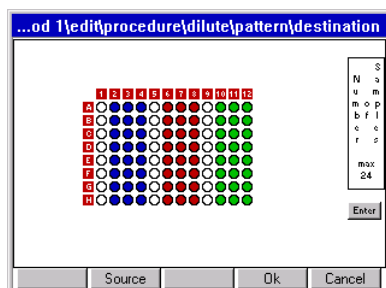 ...od 1\edit\procedure\dilute\pattern\destination
1 2 3 4 5 6 7 8 9 10 11 12
A
B
C
D
E
F
G
H
Number of Samples
max
24
Enter
Source
Ok
Cancel